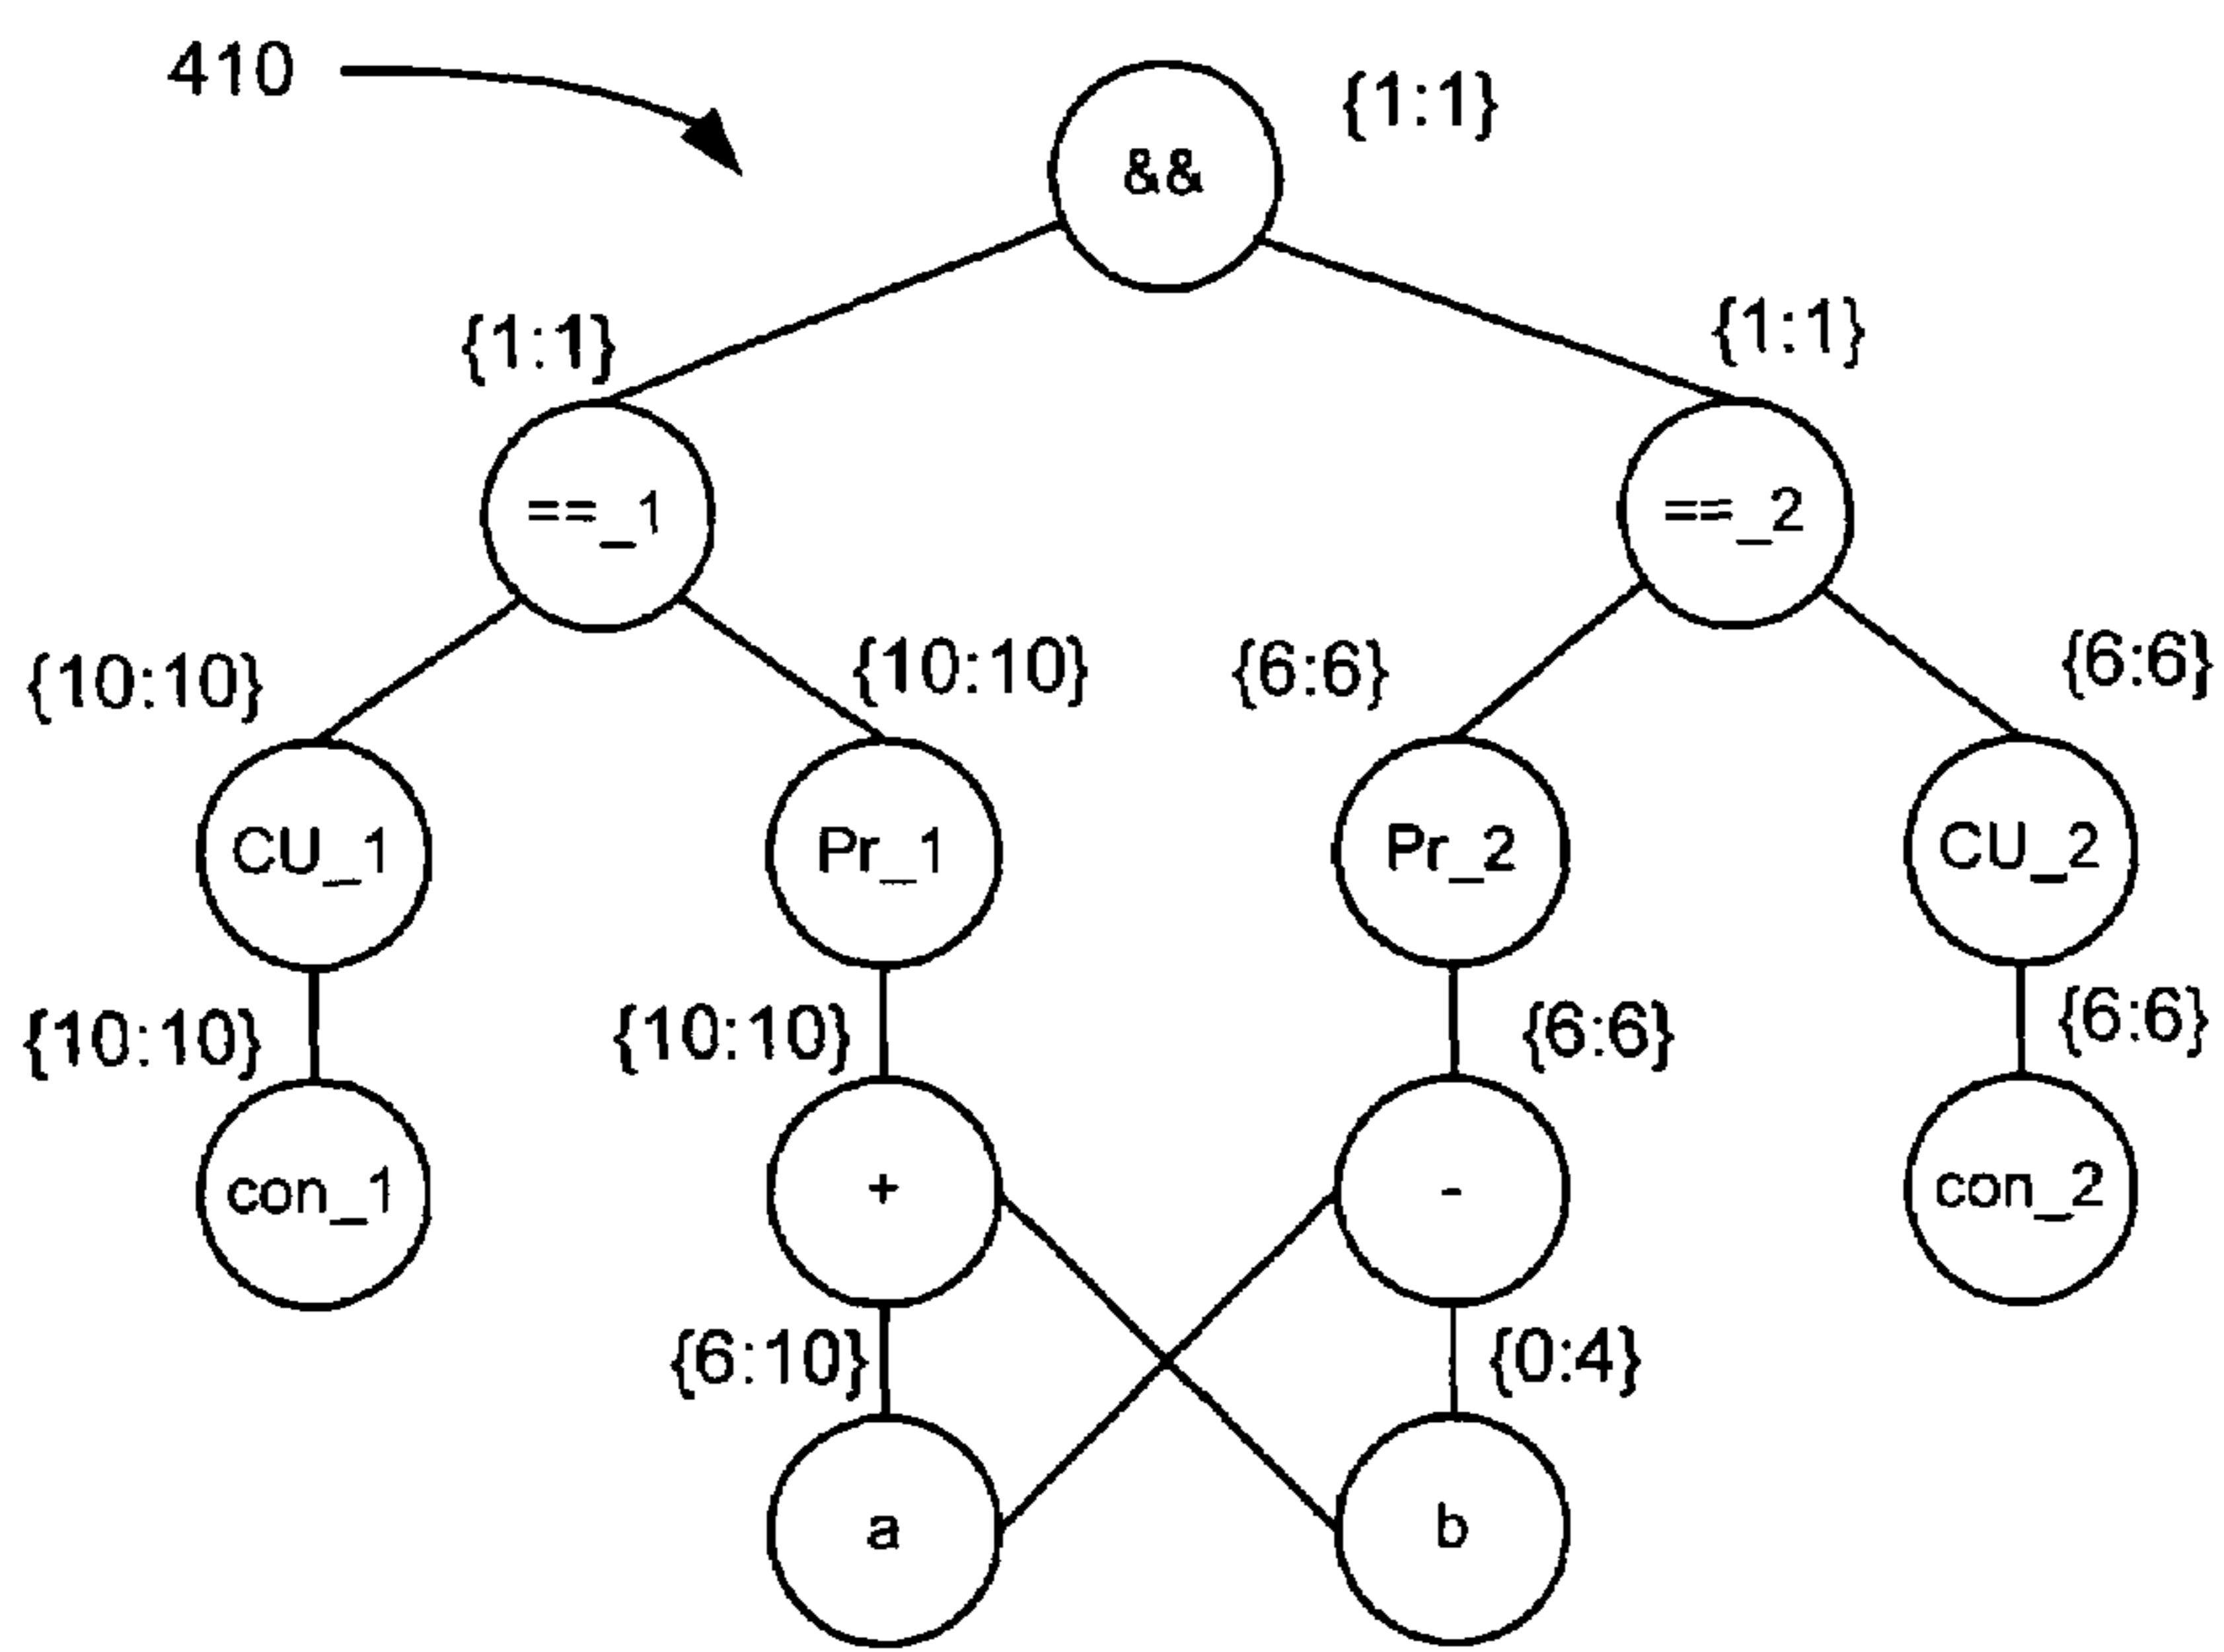 410
{1:1}
&&
{1:1}
{1:1}
==_1
==_2
{10:10}
{10:10}
{6:6}
{6:6}
CU_1
Pr_1
Pr_2
CU_2
{10:10}
{10:10}
{6:6}
{6:6}
con_1
+
-
con_2
{6:10}
{0:4}
a
b